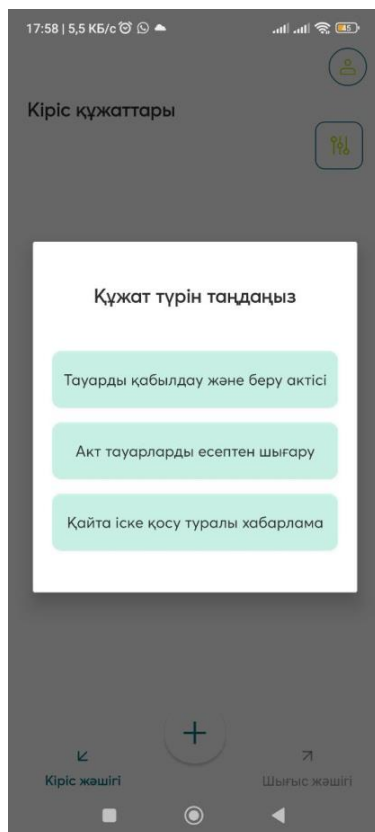 17:58 | 5,5 КБ/с
45
Кіріс құжаттары
Құжат түрін таңдаңыз
Тауарды қабылдау және беру актісі
Акт тауарларды есептен шығару
Қайта іске қосу туралы хабарлама
Кіріс жәшігі
Шығыс жәшігі